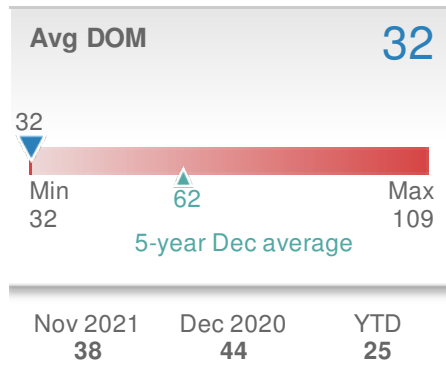 Avg DOM 32
32
Min 62 Max
32 109
5-year Dec average
Nov 2021 Dec 2020 YTD
38 44 25